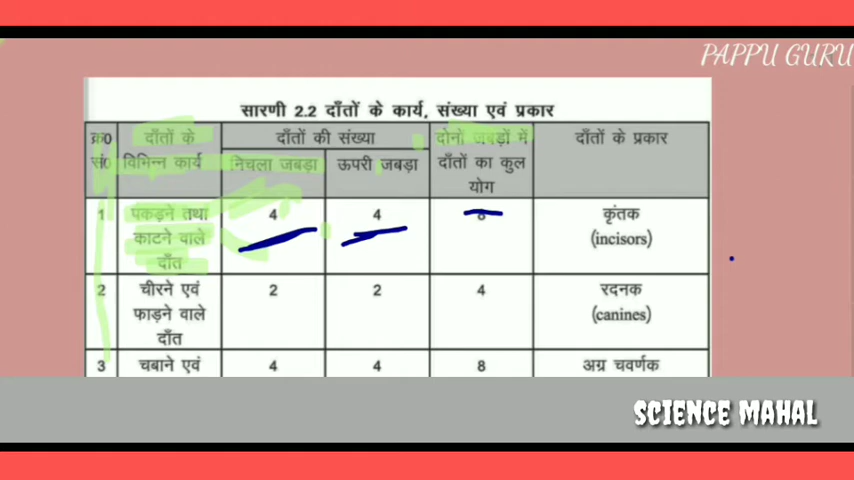 PAPPU GURU
सारणी 2.2 दाँतों के कार्य, संख्या एवं प्रकार
क्र0 सं0 दाँतों के विभिन्न कार्य दाँतों की संख्या दोनों जबड़ों में दाँतों का कुल योग दाँतों के प्रकार
निचला जबड़ा ऊपरी जबड़ा
1 पकड़ने तथा काटने वाले दाँत 4 4 8 कृंतक (incisors)
2 चीरने एवं फाड़ने वाले दाँत 2 2 4 रदनक (canines)
3 चबाने एवं 4 4 8 अग्र चवर्णक
SCIENCE MAHAL